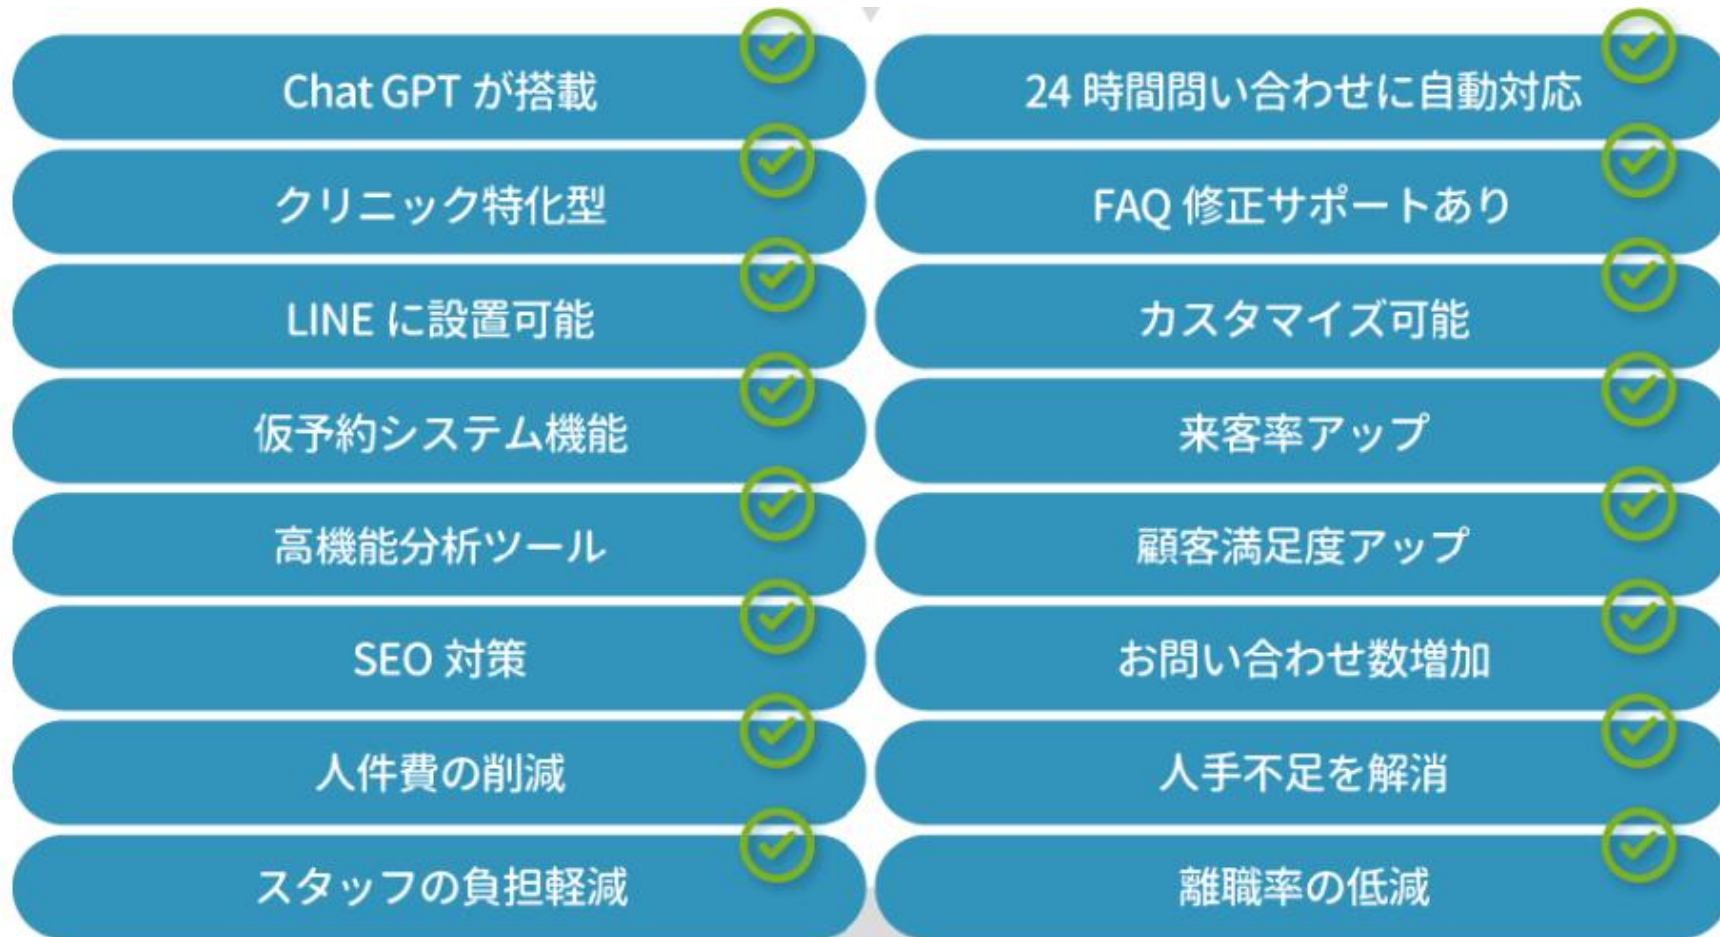 Chat GPT が搭載
24 時間問い合わせに自動対応
クリニック特化型
FAQ 修正サポートあり
LINE に設置可能
カスタマイズ可能
仮予約システム機能
来客率アップ
高機能分析ツール
顧客満足度アップ
SEO 対策
お問い合わせ数増加
人件費の削減
人手不足を解消
スタッフの負担軽減
離職率の低減